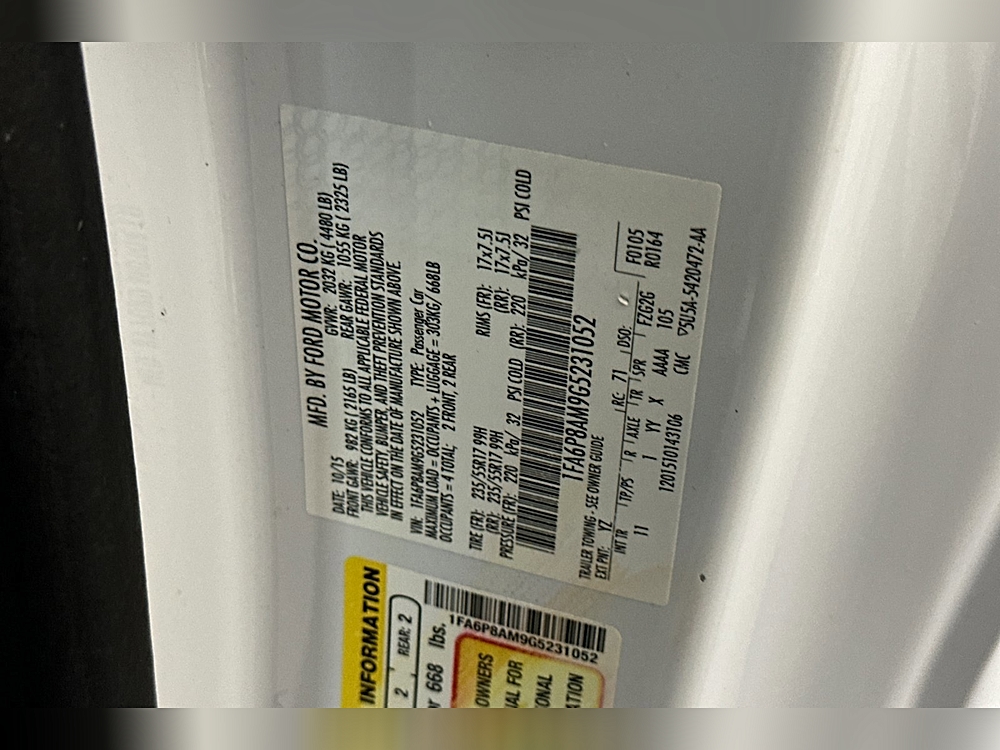 MFD. BY FORD MOTOR CO.
DATE: 10/15 GVWR: 2032 KG ( 4480 LB)
FRONT GAWR: 982 KG ( 2165 LB) REAR GAWR: 1055 KG ( 2325 LB)
THIS VEHICLE CONFORMS TO ALL APPLICABLE FEDERAL MOTOR
VEHICLE SAFETY, BUMPER, AND THEFT PREVENTION STANDARDS
IN EFFECT ON THE DATE OF MANUFACTURE SHOWN ABOVE.
VIN: 1FA6P8AM9G5231052 TYPE: Passenger Car
MAXIMUM LOAD = OCCUPANTS + LUGGAGE = 303KG/ 668LB
OCCUPANTS = 4 TOTAL: 2 FRONT, 2 REAR
TIRE (FR): 235/55R17 99H RIMS (FR): 17x7.5J
(RR): 235/55R17 99H (RR): 17x7.5J
PRESSURE (FR): 220 kPa/ 32 PSI COLD (RR): 220 kPa/ 32 PSI COLD
1FA6P8AM9G5231052
TRAILER TOWING - SEE OWNER GUIDE
EXT PNT: YZ RC: 71 DSO: F0105
INT TR TP/PS R AXLE TR SPR FZG2G R0164
11 1 YY X AAAA 105
1201510143106 CMC ▽5U5A-5420472-AA
INFORMATION
2 REAR: 2
668 lbs.
1FA6P8AM9G5231052
OWNERS
FOR